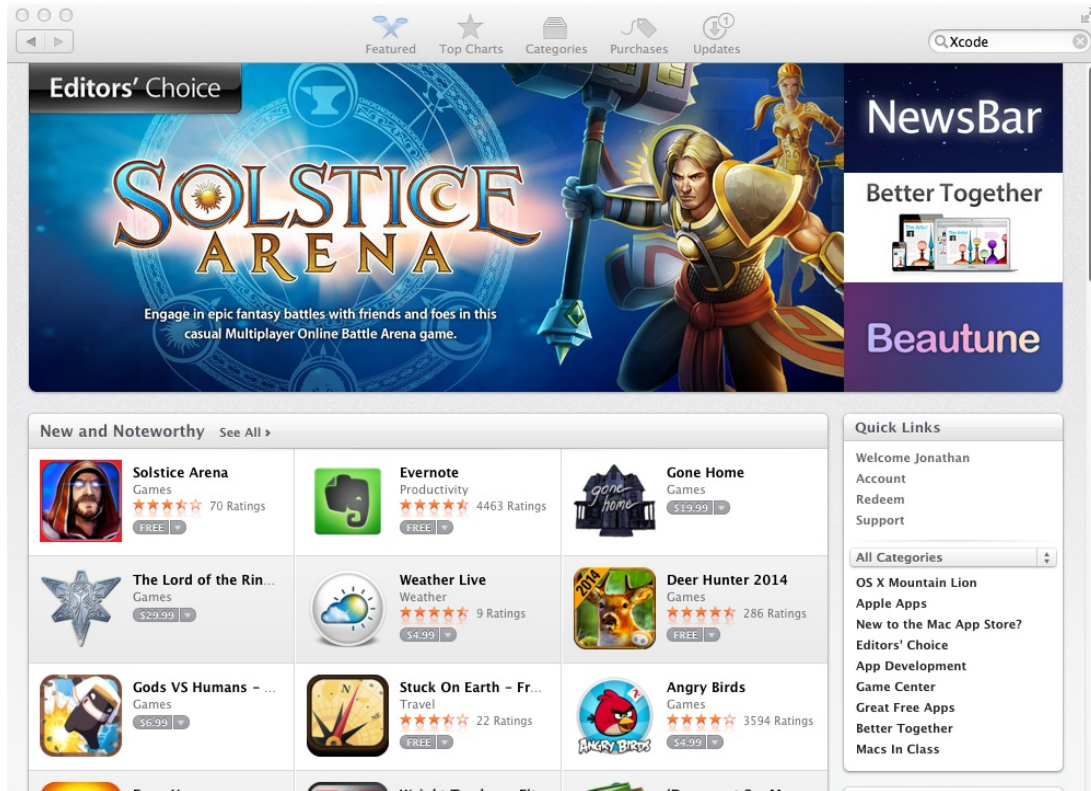 Featured
Top Charts
Categories
Purchases
1
Updates
Xcode
Editors' Choice
SOLSTICE
ARENA
Engage in epic fantasy battles with friends and foes in this
casual Multiplayer Online Battle Arena game.
NewsBar
Better Together
Beautune
New and Noteworthy See All ›
Solstice Arena
Games
70 Ratings
FREE
Evernote
Productivity
4463 Ratings
FREE
gone
home
Gone Home
Games
$19.99
The Lord of the Rin...
Games
$29.99
Weather Live
Weather
9 Ratings
$4.99
2014
Deer Hunter 2014
Games
286 Ratings
FREE
Gods VS Humans – ...
Games
$6.99
N
Stuck On Earth – Fr...
Travel
22 Ratings
FREE
ANGRY BIRDS
Angry Birds
Games
3594 Ratings
$4.99
Quick Links
Welcome Jonathan
Account
Redeem
Support
All Categories
OS X Mountain Lion
Apple Apps
New to the Mac App Store?
Editors' Choice
App Development
Game Center
Great Free Apps
Better Together
Macs In Class